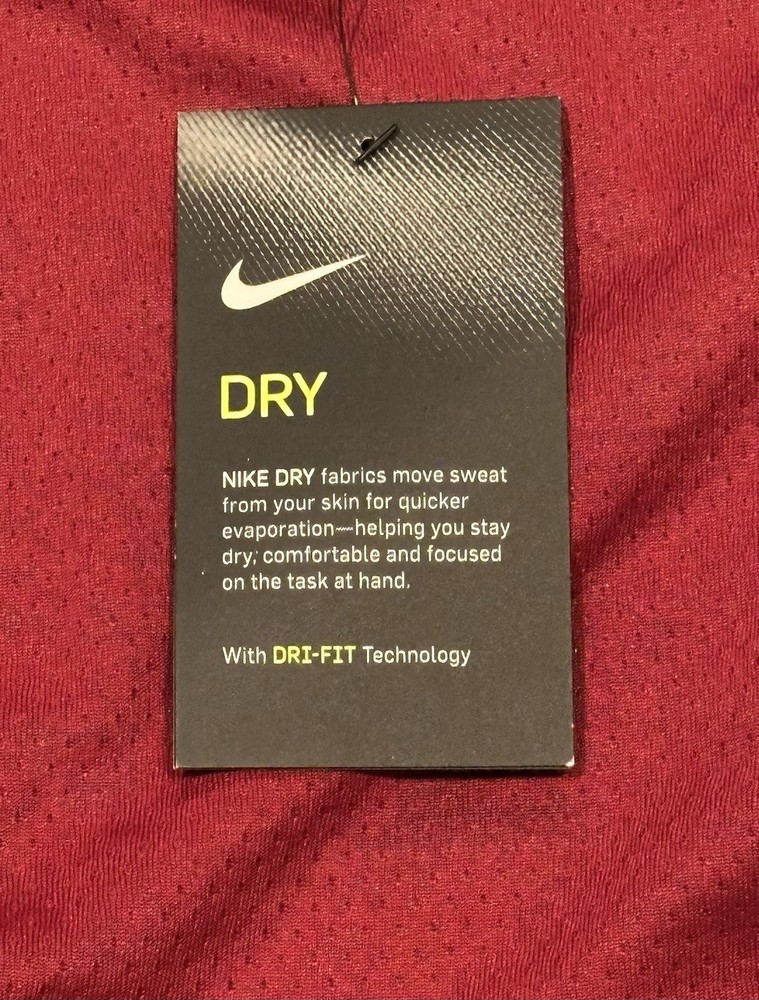 DRY
NIKE DRY fabrics move sweat
from your skin for quicker
evaporation—helping you stay
dry, comfortable and focused
on the task at hand.
With DRI-FIT Technology